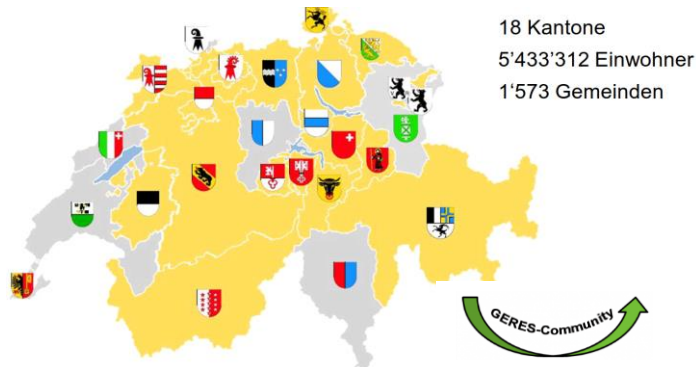 18 Kantone
5'433'312 Einwohner
1'573 Gemeinden
GERES-Community